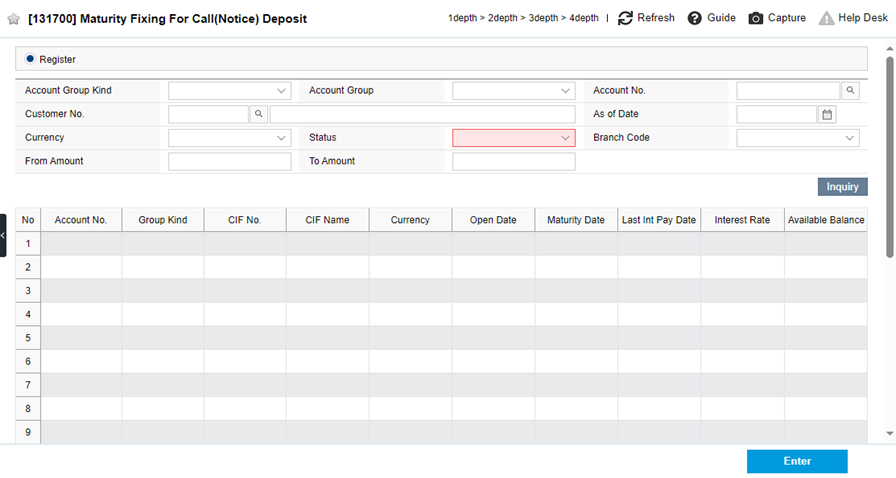 [131700] Maturity Fixing For Call(Notice) Deposit
1depth > 2depth > 3depth > 4depth | Refresh Guide Capture Help Desk
Register
Account Group Kind Account Group Account No.
Customer No. As of Date
Currency Status Branch Code
From Amount To Amount
Inquiry
No Account No. Group Kind CIF No. CIF Name Currency Open Date Maturity Date Last Int Pay Date Interest Rate Available Balance
1
2
3
4
5
6
7
8
9
Enter